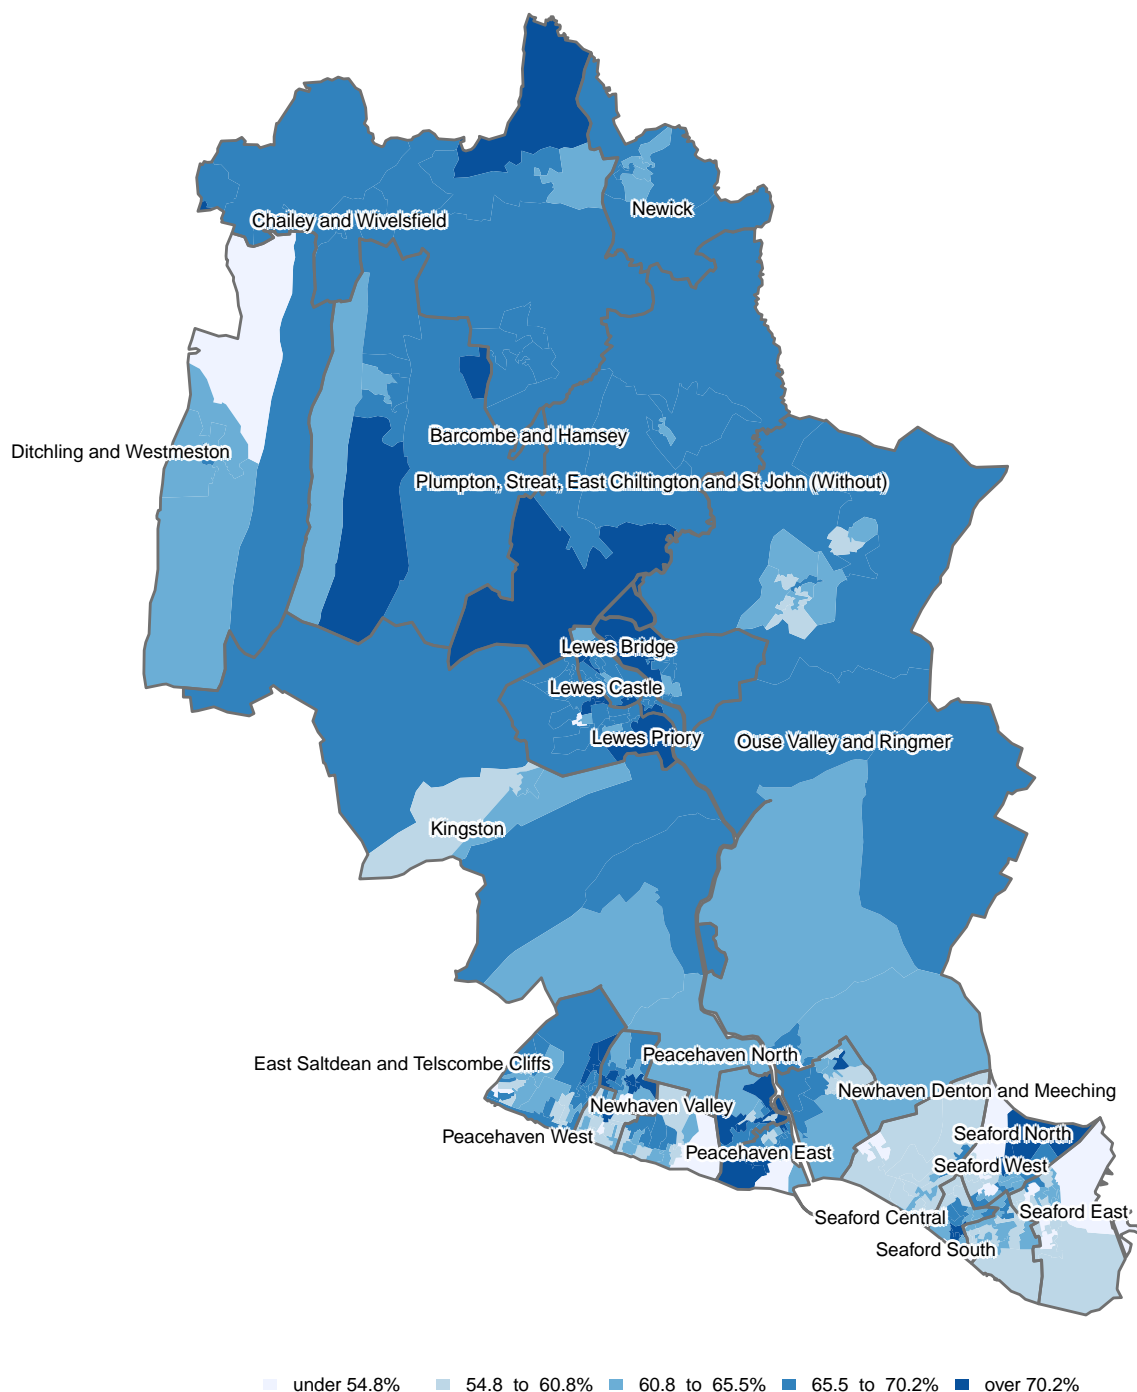 Newick
Chailey and Wivelsfield
Barcombe and Hamsey
Ditchling and Westmeston
Plumpton, Streat, East Chiltington and St John (Without)
Lewes Bridge
Lewes Castle
Lewes Priory
Ouse Valley and Ringmer
Kingston
Peacehaven North
East Saltdean and Telscombe Cliffs
Newhaven Denton and Meeching
Newhaven Valley
Seaford North
Peacehaven West
Peacehaven East
Seaford West
Seaford East
Seaford Central
Seaford South
under 54.8% 54.8 to 60.8% 60.8 to 65.5% 65.5 to 70.2% over 70.2%